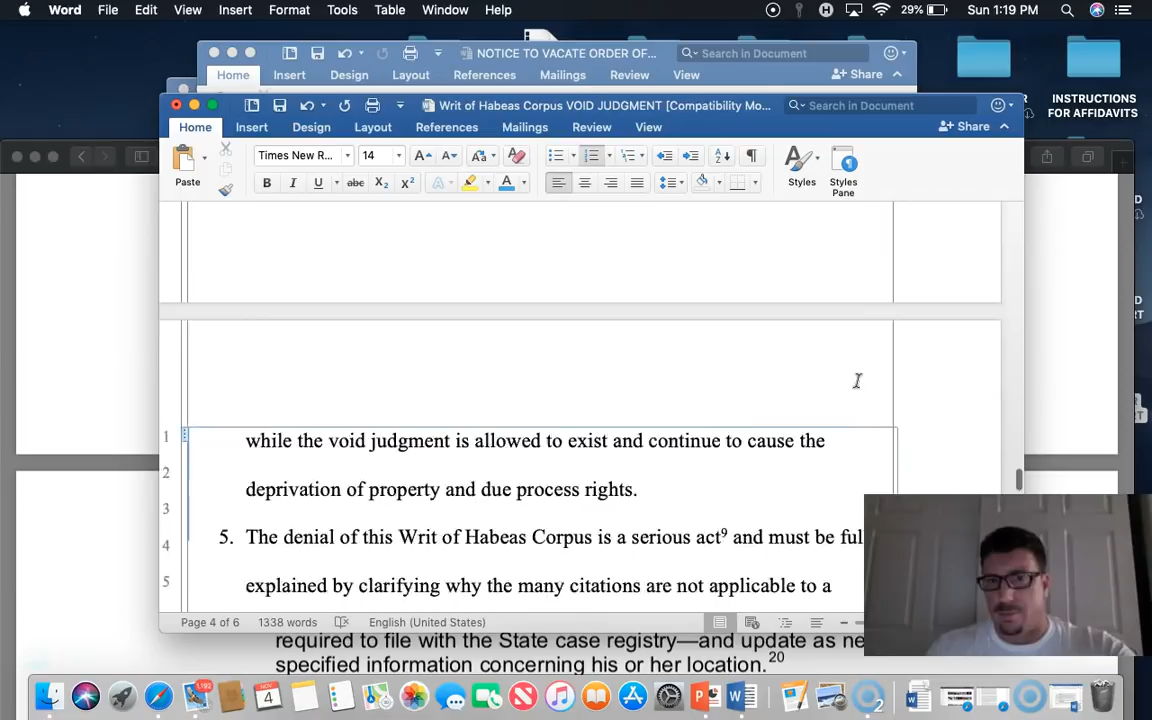 Word File Edit View Insert Format Tools Table Window Help 29% Sun 1:19 PM
NOTICE TO VACATE ORDER OF... Search in Document
Home Insert Design Layout References Mailings Review View Share
INSTRUCTIONS
FOR AFFIDAVITS
Writ of Habeas Corpus VOID JUDGMENT [Compatibility Mo... Search in Document
Home Insert Design Layout References Mailings Review View Share
Times New R... 14
Paste Styles Styles Pane
1 while the void judgment is allowed to exist and continue to cause the
2
deprivation of property and due process rights.
3
4 5. The denial of this Writ of Habeas Corpus is a serious act⁹ and must be ful
5 explained by clarifying why the many citations are not applicable to a
Page 4 of 6 1338 words English (United States)
required to file with the State case registry—and update as ne
specified information concerning his or her location.²⁰